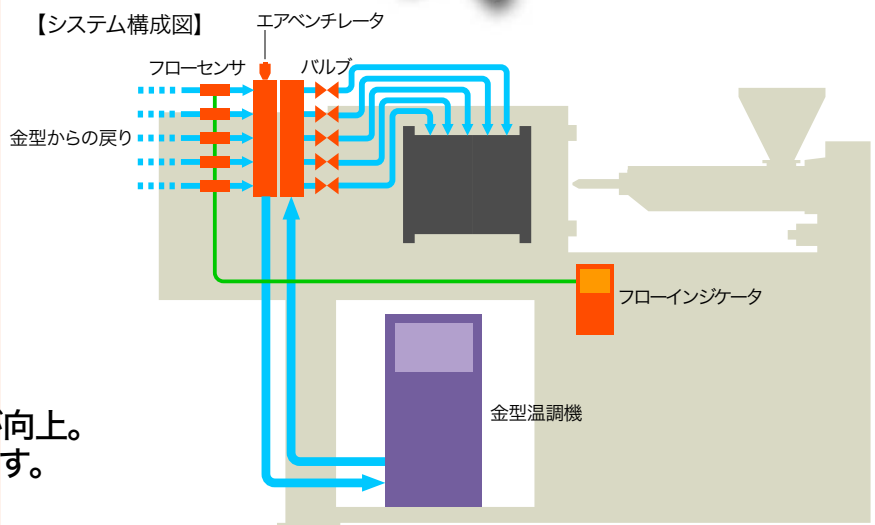 【システム構成図】
エアベンチレータ
フローセンサ
バルブ
金型からの戻り
フローインジケータ
金型温調機
向上。
す。